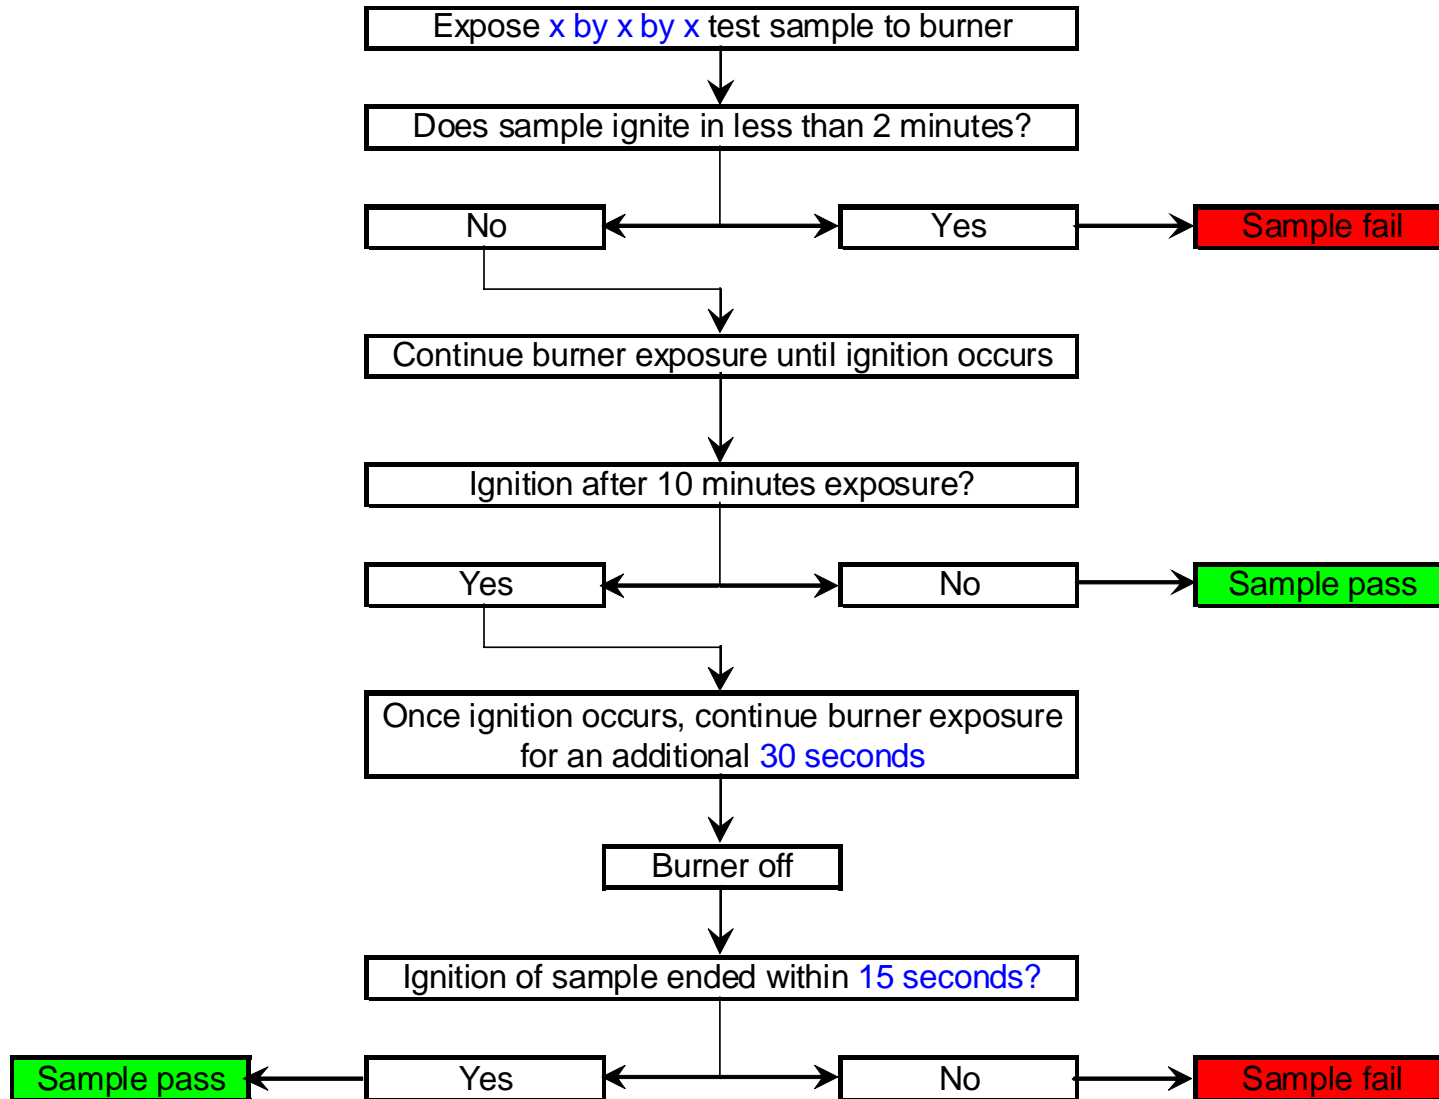 Expose x by x by x test sample to burner
Does sample ignite in less than 2 minutes?
No
Yes
Sample fail
Continue burner exposure until ignition occurs
Ignition after 10 minutes exposure?
Yes
No
Sample pass
Once ignition occurs, continue burner exposure
for an additional 30 seconds
Burner off
Ignition of sample ended within 15 seconds?
Sample pass
Yes
No
Sample fail